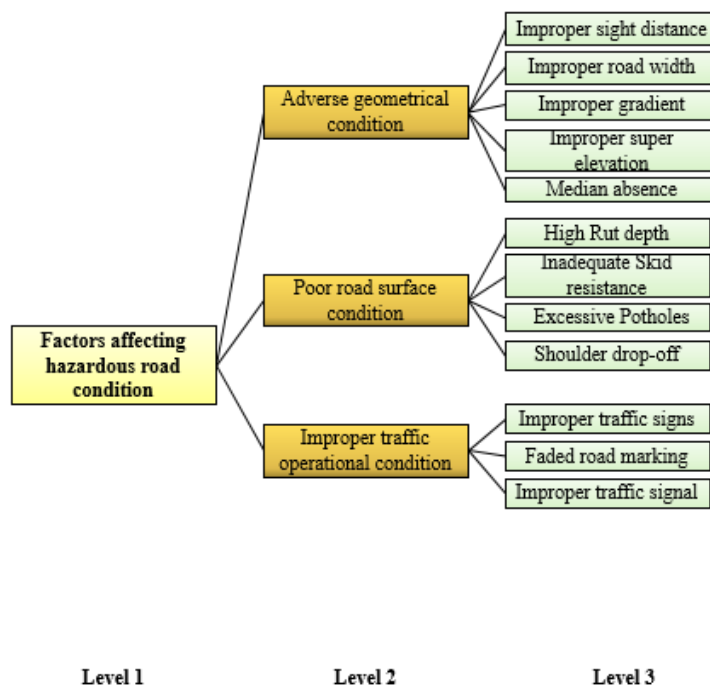 Factors affecting
hazardous road
condition
Adverse geometrical
condition
Improper sight distance
Improper road width
Improper gradient
Improper super
elevation
Median absence
Poor road surface
condition
High Rut depth
Inadequate Skid
resistance
Excessive Potholes
Shoulder drop-off
Improper traffic
operational condition
Improper traffic signs
Faded road marking
Improper traffic signal
Level 1
Level 2
Level 3